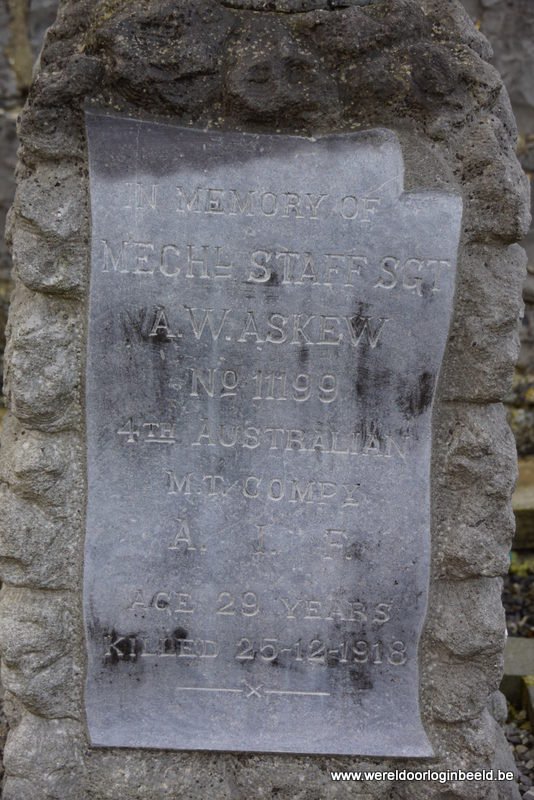 IN MEMORY OF
MECHL STAFF SGT
A.W. ASKEW
NO 11199
4TH AUSTRALIAN
M.T. COMPY
A. I. F.
AGE 29 YEARS
KILLED 25-12-1918
www.wereldoorloginbeeld.be